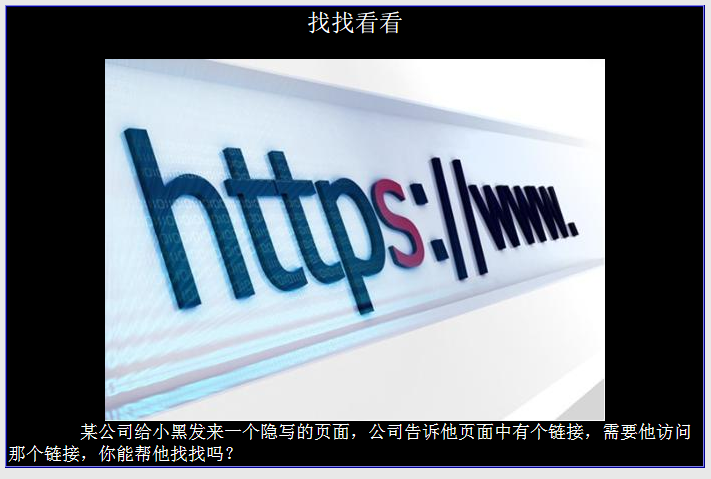 找找看看
https://www.
某公司给小黑发来一个隐写的页面，公司告诉他页面中有个链接，需要他访问
那个链接，你能帮他找找吗？